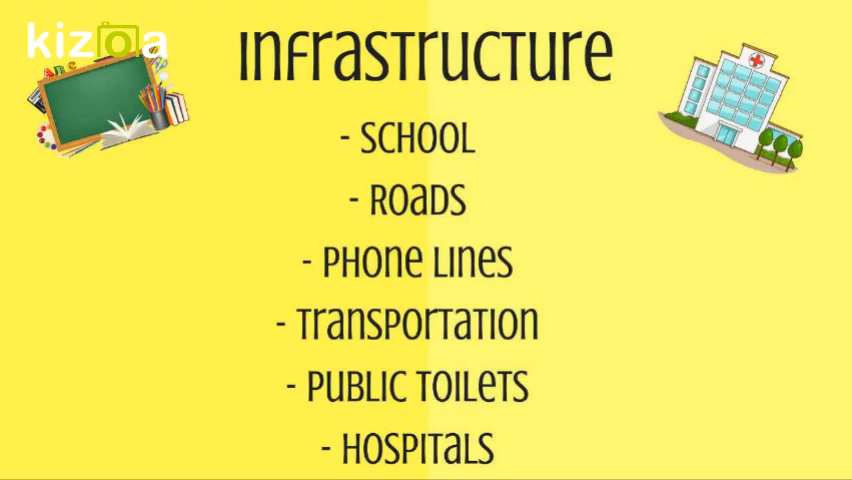 kizoa
Infrastructure
- School
- Roads
- Phone lines
- Transportation
- Public toilets
- Hospitals